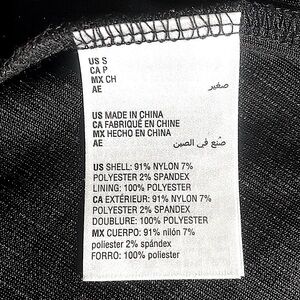 US S
CA P
MX CH
AE صغير
US MADE IN CHINA
CA FABRIQUÉ EN CHINE
MX HECHO EN CHINA
AE صنع في الصين
US SHELL: 91% NYLON 7%
POLYESTER 2% SPANDEX
LINING: 100% POLYESTER
CA EXTÉRIEUR: 91% NYLON 7%
POLYESTER 2% SPANDEX
DOUBLURE: 100% POLYESTER
MX CUERPO: 91% nilón 7%
poliester 2% spándex
FORRO: 100% poliester